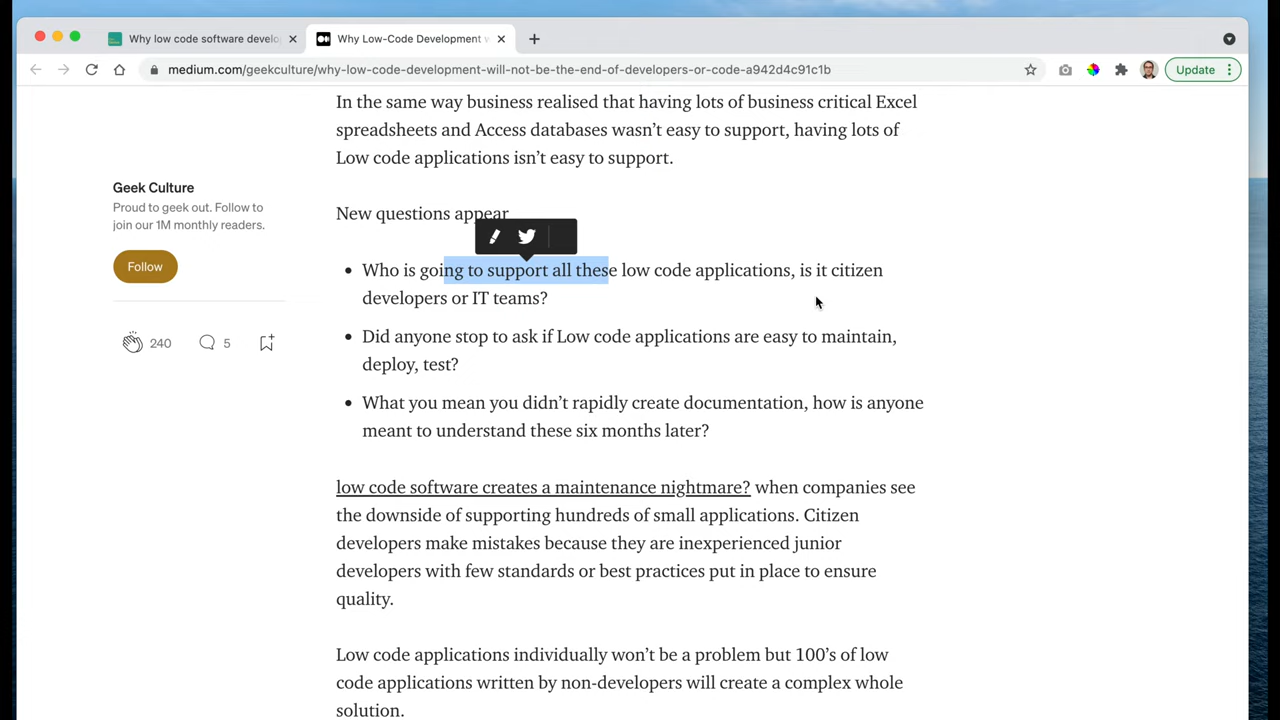 Why low code software develo
Why Low-Code Development w
medium.com/geekculture/why-low-code-development-will-not-be-the-end-of-developers-or-code-a942d4c91c1b
Update
In the same way business realised that having lots of business critical Excel
spreadsheets and Access databases wasn’t easy to support, having lots of
Low code applications isn’t easy to support.
Geek Culture
Proud to geek out. Follow to
join our 1M monthly readers.
Follow
240
5
New questions appear
Who is going to support all these low code applications, is it citizen
developers or IT teams?
Did anyone stop to ask if Low code applications are easy to maintain,
deploy, test?
What you mean you didn’t rapidly create documentation, how is anyone
meant to understand these six months later?
low code software creates a maintenance nightmare? when companies see
the downside of supporting hundreds of small applications. Citizen
developers make mistakes because they are inexperienced junior
developers with few standards or best practices put in place to ensure
quality.
Low code applications individually won’t be a problem but 100’s of low
code applications written by non-developers will create a complex whole
solution.